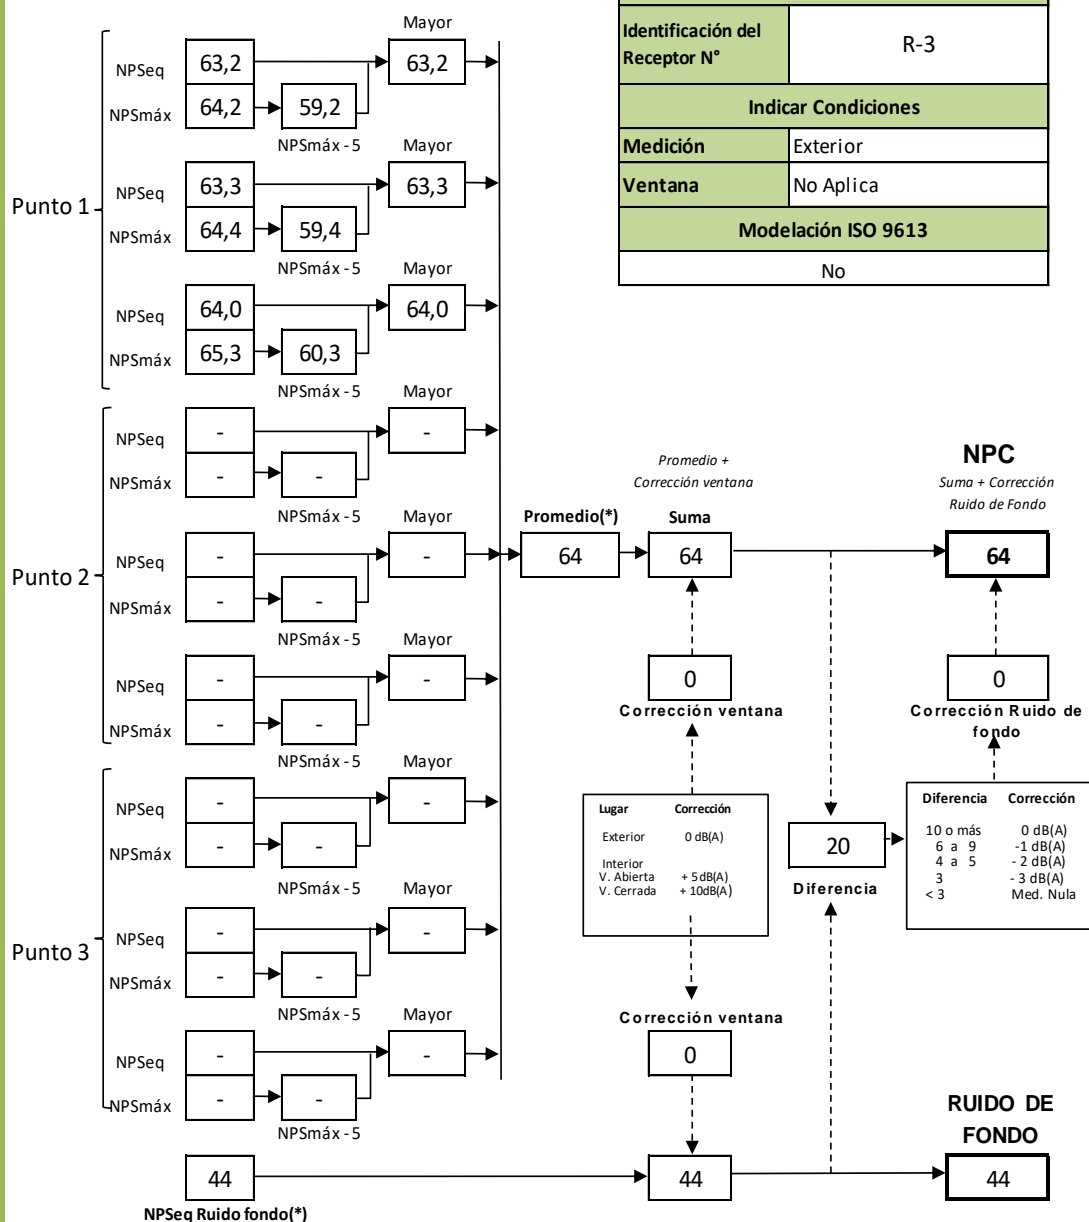 Identificación del Receptor N°
R-3
Indicar Condiciones
Medición
Exterior
Ventana
No Aplica
Modelación ISO 9613
No
Punto 1
Mayor
NPSeq
63,2
63,2
NPSmáx
64,2
59,2
NPSmáx - 5
Mayor
NPSeq
63,3
63,3
NPSmáx
64,4
59,4
NPSmáx - 5
Mayor
NPSeq
64,0
64,0
NPSmáx
65,3
60,3
NPSmáx - 5
Punto 2
Mayor
NPSeq
-
-
NPSmáx
-
-
NPSmáx - 5
Mayor
NPSeq
-
-
NPSmáx
-
-
NPSmáx - 5
Mayor
NPSeq
-
-
NPSmáx
-
-
NPSmáx - 5
Punto 3
Mayor
NPSeq
-
-
NPSmáx
-
-
NPSmáx - 5
Mayor
NPSeq
-
-
NPSmáx
-
-
NPSmáx - 5
Mayor
NPSeq
-
-
NPSmáx
-
-
NPSmáx - 5
Promedio(*)
64
Promedio +
Corrección ventana
Suma
64
0
Corrección ventana
Lugar Corrección
Exterior 0 dB(A)
Interior
V. Abierta + 5dB(A)
V. Cerrada + 10dB(A)
Corrección ventana
0
NPC
Suma + Corrección
Ruido de Fondo
64
0
Corrección Ruido de
fondo
20
Diferencia
Diferencia Corrección
10 o más 0 dB(A)
6 a 9 -1 dB(A)
4 a 5 - 2 dB(A)
3 - 3 dB(A)
< 3 Med. Nula
44
NPSeq Ruido fondo(*)
44
RUIDO DE
FONDO
44